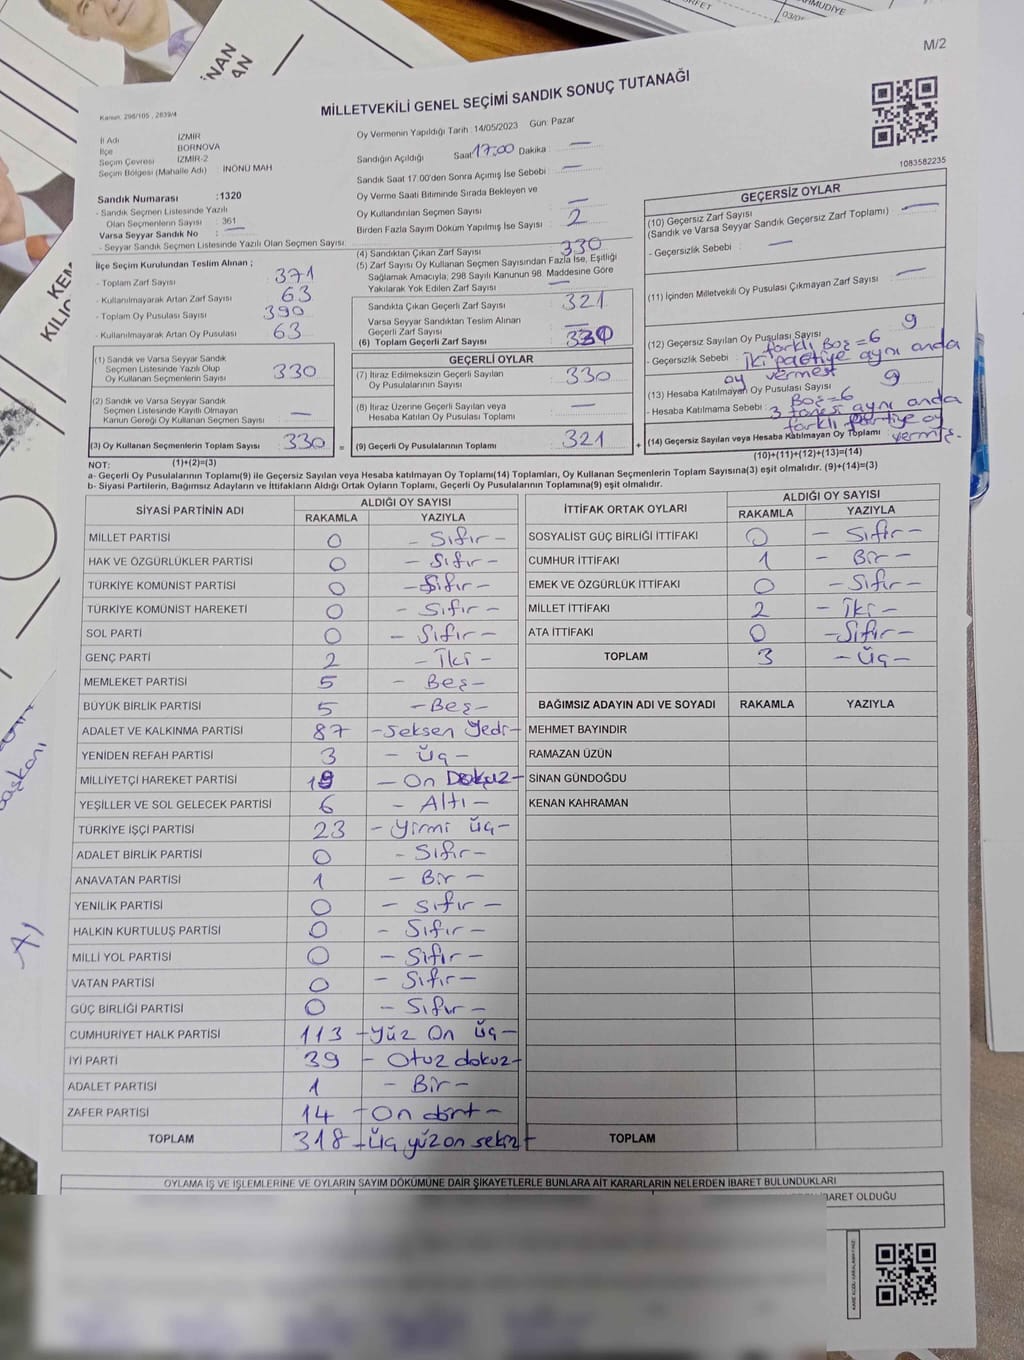 M/2
Kanun. 298/105 , 2839/4
MİLLETVEKİLİ GENEL SEÇİMİ SANDIK SONUÇ TUTANAĞI
İl Adı İZMİR
İlçe BORNOVA
Seçim Çevresi İZMİR-2
Seçim Bölgesi (Mahalle Adı) : İNÖNÜ MAH
Sandık Numarası :1320
- Sandık Seçmen Listesinde Yazılı
Olan Seçmenlerin Sayısı : 361
Varsa Seyyar Sandık No : —
- Seyyar Sandık Seçmen Listesinde Yazılı Olan Seçmen Sayısı:
Oy Vermenin Yapıldığı Tarih : 14/05/2023 Gün: Pazar
Sandığın Açıldığı Saat 17:00 Dakika : —
Sandık Saat 17.00'den Sonra Açımış İse Sebebi : —
Oy Verme Saati Bitiminde Sırada Bekleyen ve
Oy Kullandırılan Seçmen Sayısı : —
Birden Fazla Sayım Döküm Yapılmış İse Sayısı : 2
1083582235
İlçe Seçim Kurulundan Teslim Alınan ;
- Toplam Zarf Sayısı : 371
- Kullanılmayarak Artan Zarf Sayısı : 63
- Toplam Oy Pusulası Sayısı : 390
- Kullanılmayarak Artan Oy Pusulası : 63
(1) Sandık ve Varsa Seyyar Sandık
Seçmen Listesinde Yazılı Olup
Oy Kullanan Seçmenlerin Sayısı : 330
(2) Sandık ve Varsa Seyyar Sandık
Seçmen Listesinde Kayıtlı Olmayan
Kanun Gereği Oy Kullanan Seçmen Sayısı : —
(3) Oy Kullanan Seçmenlerin Toplam Sayısı : 330 =
(4) Sandıktan Çıkan Zarf Sayısı : 330
(5) Zarf Sayısı Oy Kullanan Seçmen Sayısından Fazla İse, Eşitliği
Sağlamak Amacıyla; 298 Sayılı Kanunun 98. Maddesine Göre
Yakılarak Yok Edilen Zarf Sayısı : —
Sandıkta Çıkan Geçerli Zarf Sayısı : 321
Varsa Seyyar Sandıktan Teslim Alınan
Geçerli Zarf Sayısı : —
(6) Toplam Geçerli Zarf Sayısı :
GEÇERLİ OYLAR
(7) İtiraz Edilmeksizin Geçerli Sayılan
Oy Pusulalarının Sayısı : 330
(8) İtiraz Üzerine Geçerli Sayılan veya
Hesaba Katılan Oy Pusulası Toplamı : —
(9) Geçerli Oy Pusulalarının Toplamı : 321 +
GEÇERSİZ OYLAR
(10) Geçersiz Zarf Sayısı : —
(Sandık ve Varsa Seyyar Sandık Geçersiz Zarf Toplamı)
- Geçersizlik Sebebi : —
(11) İçinden Milletvekili Oy Pusulası Çıkmayan Zarf Sayısı : —
(12) Geçersiz Sayılan Oy Pusulası Sayısı : 9
- Geçersizlik Sebebi : farklı Boş=6
iki partiye aynı anda
oy vermesi
(13) Hesaba Katılmayan Oy Pusulası Sayısı : 9
- Hesaba Katılmama Sebebi : Boş=6
3 tanesi aynı anda
farklı partiye oy
vermiş.
(14) Geçersiz Sayılan veya Hesaba Katılmayan Oy Toplamı
NOT: (1)+(2)=(3)
(10)+(11)+(12)+(13)=(14)
a- Geçerli Oy Pusulalarının Toplamı(9) ile Geçersiz Sayılan veya Hesaba katılmayan Oy Toplamı(14) Toplamları, Oy Kullanan Seçmenlerin Toplam Sayısına(3) eşit olmalıdır. (9)+(14)=(3)
b- Siyasi Partilerin, Bağımsız Adayların ve İttifakların Aldığı Oyların Toplamı, Geçerli Oy Pusulalarının Toplamına(9) eşit olmalıdır.
SİYASİ PARTİNİN ADI ALDIĞI OY SAYISI
RAKAMLA YAZIYLA
MİLLET PARTİSİ 0 - Sıfır -
HAK VE ÖZGÜRLÜKLER PARTİSİ 0 - Sıfır -
TÜRKİYE KOMÜNİST PARTİSİ 0 - Sıfır -
TÜRKİYE KOMÜNİST HAREKETİ 0 - Sıfır -
SOL PARTİ 0 - Sıfır -
GENÇ PARTİ 2 - İki -
MEMLEKET PARTİSİ 5 - Beş -
BÜYÜK BİRLİK PARTİSİ 5 - Beş -
ADALET VE KALKINMA PARTİSİ 87 - Seksen Yedi -
YENİDEN REFAH PARTİSİ 3 - Üç -
MİLLİYETÇİ HAREKET PARTİSİ 19 - On Dokuz -
YEŞİLLER VE SOL GELECEK PARTİSİ 6 - Altı -
TÜRKİYE İŞÇİ PARTİSİ 23 - Yirmi üç -
ADALET BİRLİK PARTİSİ 0 - Sıfır -
ANAVATAN PARTİSİ 1 - Bir -
YENİLİK PARTİSİ 0 - Sıfır -
HALKIN KURTULUŞ PARTİSİ 0 - Sıfır -
MİLLİ YOL PARTİSİ 0 - Sıfır -
VATAN PARTİSİ 0 - Sıfır -
GÜÇ BİRLİĞİ PARTİSİ 0 - Sıfır -
CUMHURİYET HALK PARTİSİ 113 - Yüz On üç -
İYİ PARTİ 39 - Otuz dokuz -
ADALET PARTİSİ 1 - Bir -
ZAFER PARTİSİ 14 - On dört -
TOPLAM 318 - Üç yüz on sekiz -
İTTİFAK ORTAK OYLARI ALDIĞI OY SAYISI
RAKAMLA YAZIYLA
SOSYALİST GÜÇ BİRLİĞİ İTTİFAKI 0 - Sıfır -
CUMHUR İTTİFAKI 1 - Bir -
EMEK VE ÖZGÜRLÜK İTTİFAKI 0 - Sıfır -
MİLLET İTTİFAKI 2 - İki -
ATA İTTİFAKI 0 - Sıfır -
TOPLAM 3 - Üç -
BAĞIMSIZ ADAYIN ADI VE SOYADI RAKAMLA YAZIYLA
MEHMET BAYINDIR
RAMAZAN ÜZÜN
SİNAN GÜNDOĞDU
KENAN KAHRAMAN
TOPLAM
OYLAMA İŞ VE İŞLEMLERİNE VE OYLARIN SAYIM DÖKÜMÜNE DAİR ŞİKAYETLERLE BUNLARA AİT KARARLARIN NELERDEN İBARET BULUNDUKLARI
İBARET OLDUĞU